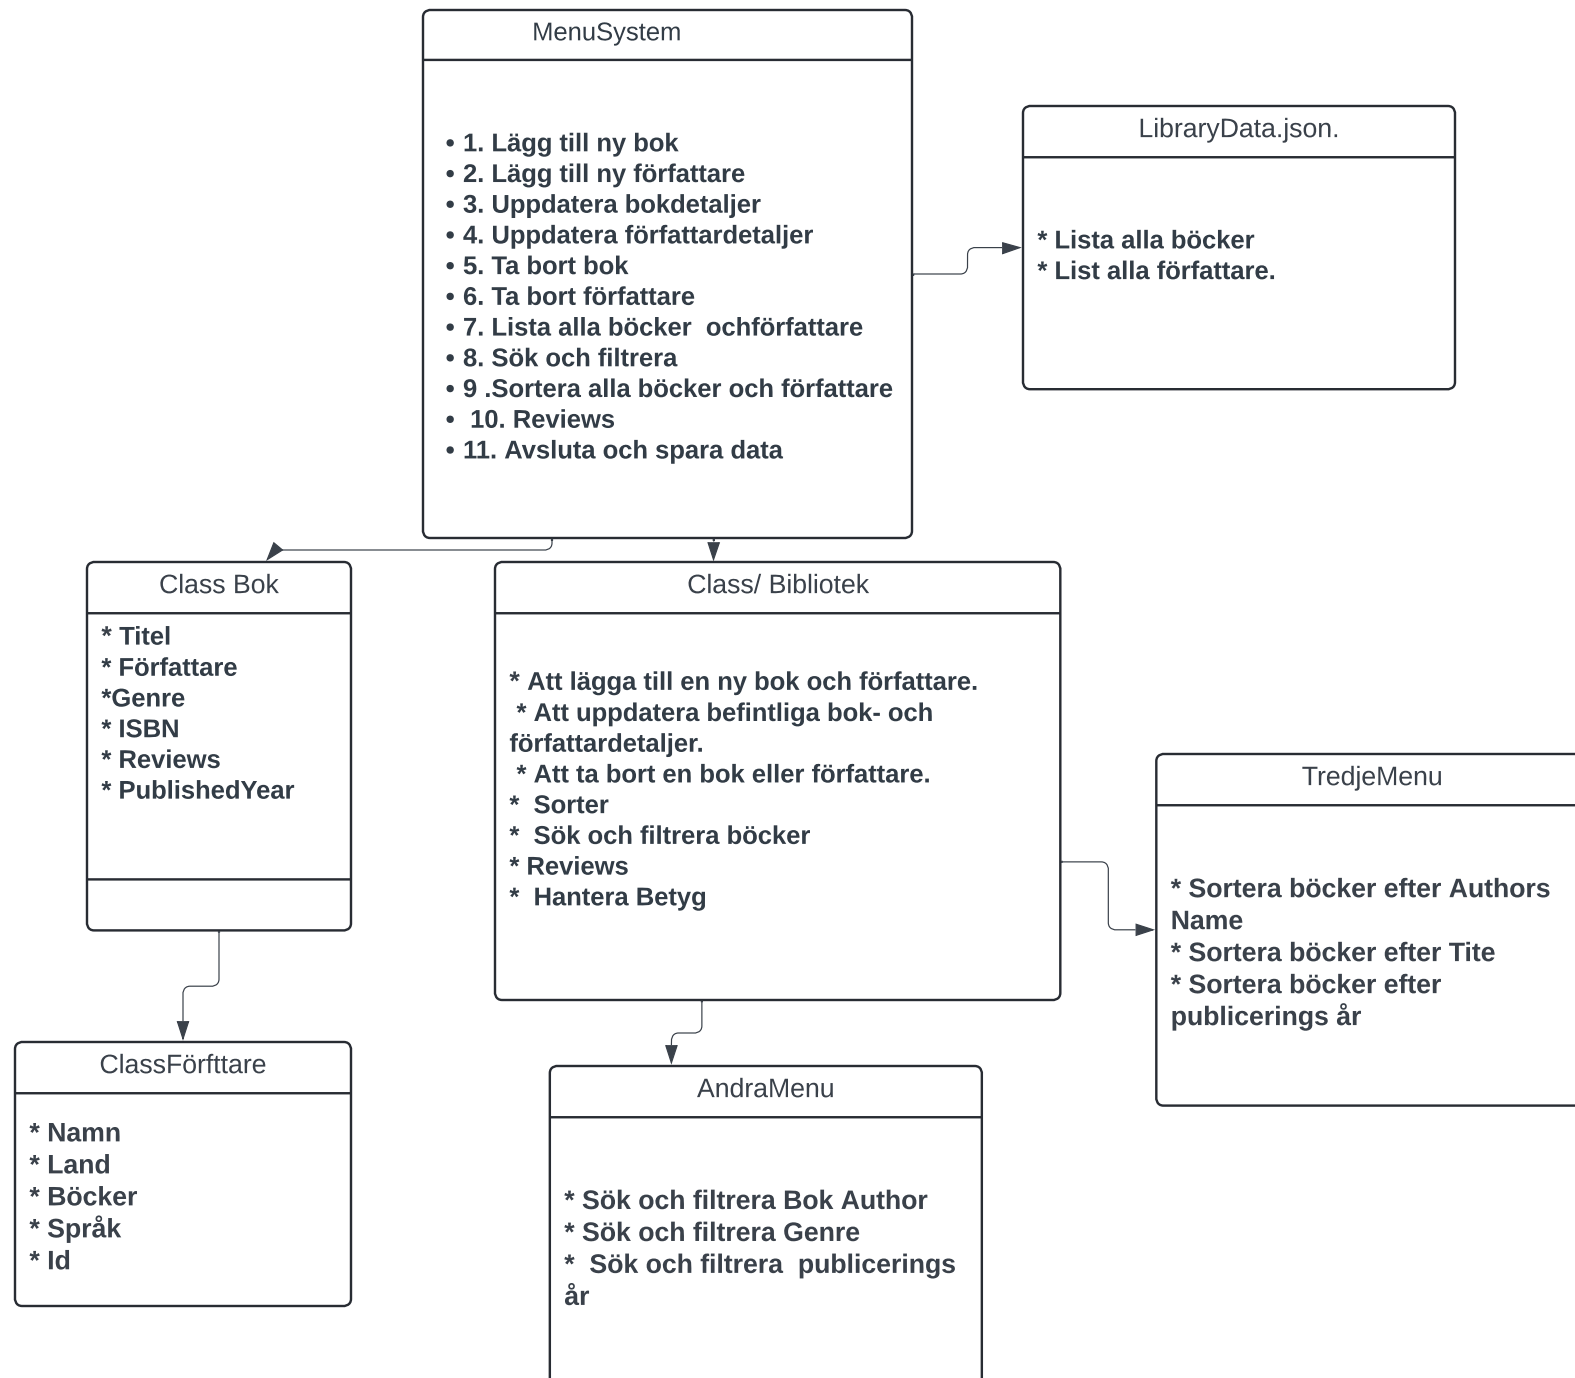 MenuSystem
• 1. Lägg till ny bok
• 2. Lägg till ny författare
• 3. Uppdatera bokdetaljer
• 4. Uppdatera författardetaljer
• 5. Ta bort bok
• 6. Ta bort författare
• 7. Lista alla böcker  ochförfattare
• 8. Sök och filtrera
• 9 .Sortera alla böcker och författare
•  10. Reviews
• 11. Avsluta och spara data
LibraryData.json.
* Lista alla böcker
* List alla författare.
Class Bok
* Titel
* Författare
*Genre
* ISBN
* Reviews
* PublishedYear
Class/ Bibliotek
* Att lägga till en ny bok och författare.
* Att uppdatera befintliga bok- och
författardetaljer.
* Att ta bort en bok eller författare.
*  Sorter
*  Sök och filtrera böcker
* Reviews
*  Hantera Betyg
TredjeMenu
* Sortera böcker efter Authors
Name
* Sortera böcker efter Tite
* Sortera böcker efter
publicerings år
ClassFörfttare
* Namn
* Land
* Böcker
* Språk
* Id
AndraMenu
* Sök och filtrera Bok Author
* Sök och filtrera Genre
*  Sök och filtrera  publicerings
år